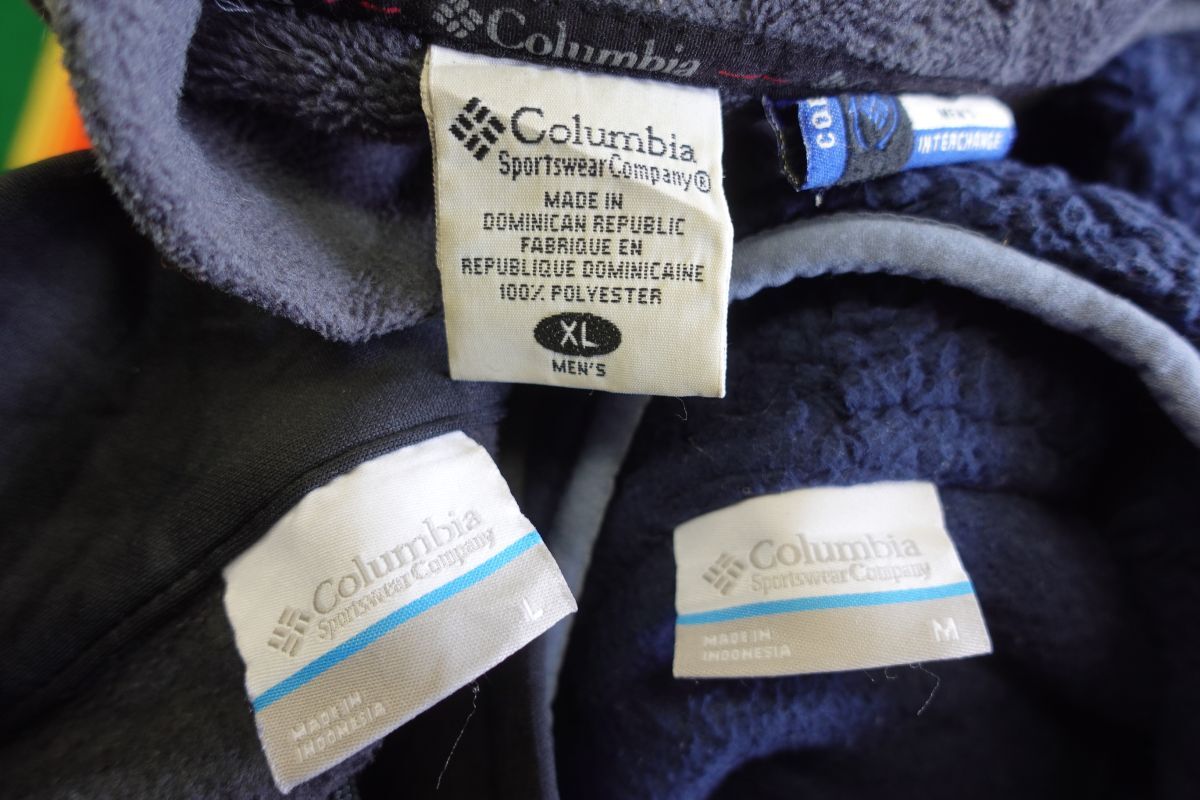 Columbia
Columbia
Sportswear Company®
MADE IN
DOMINICAN REPUBLIC
FABRIQUE EN
REPUBLIQUE DOMINICAINE
100% POLYESTER
XL
MEN'S
MEN'S
INTERCHANGE
Columbia
Sportswear Company
L
MADE IN
INDONESIA
Columbia
Sportswear Company
M
MADE IN
INDONESIA